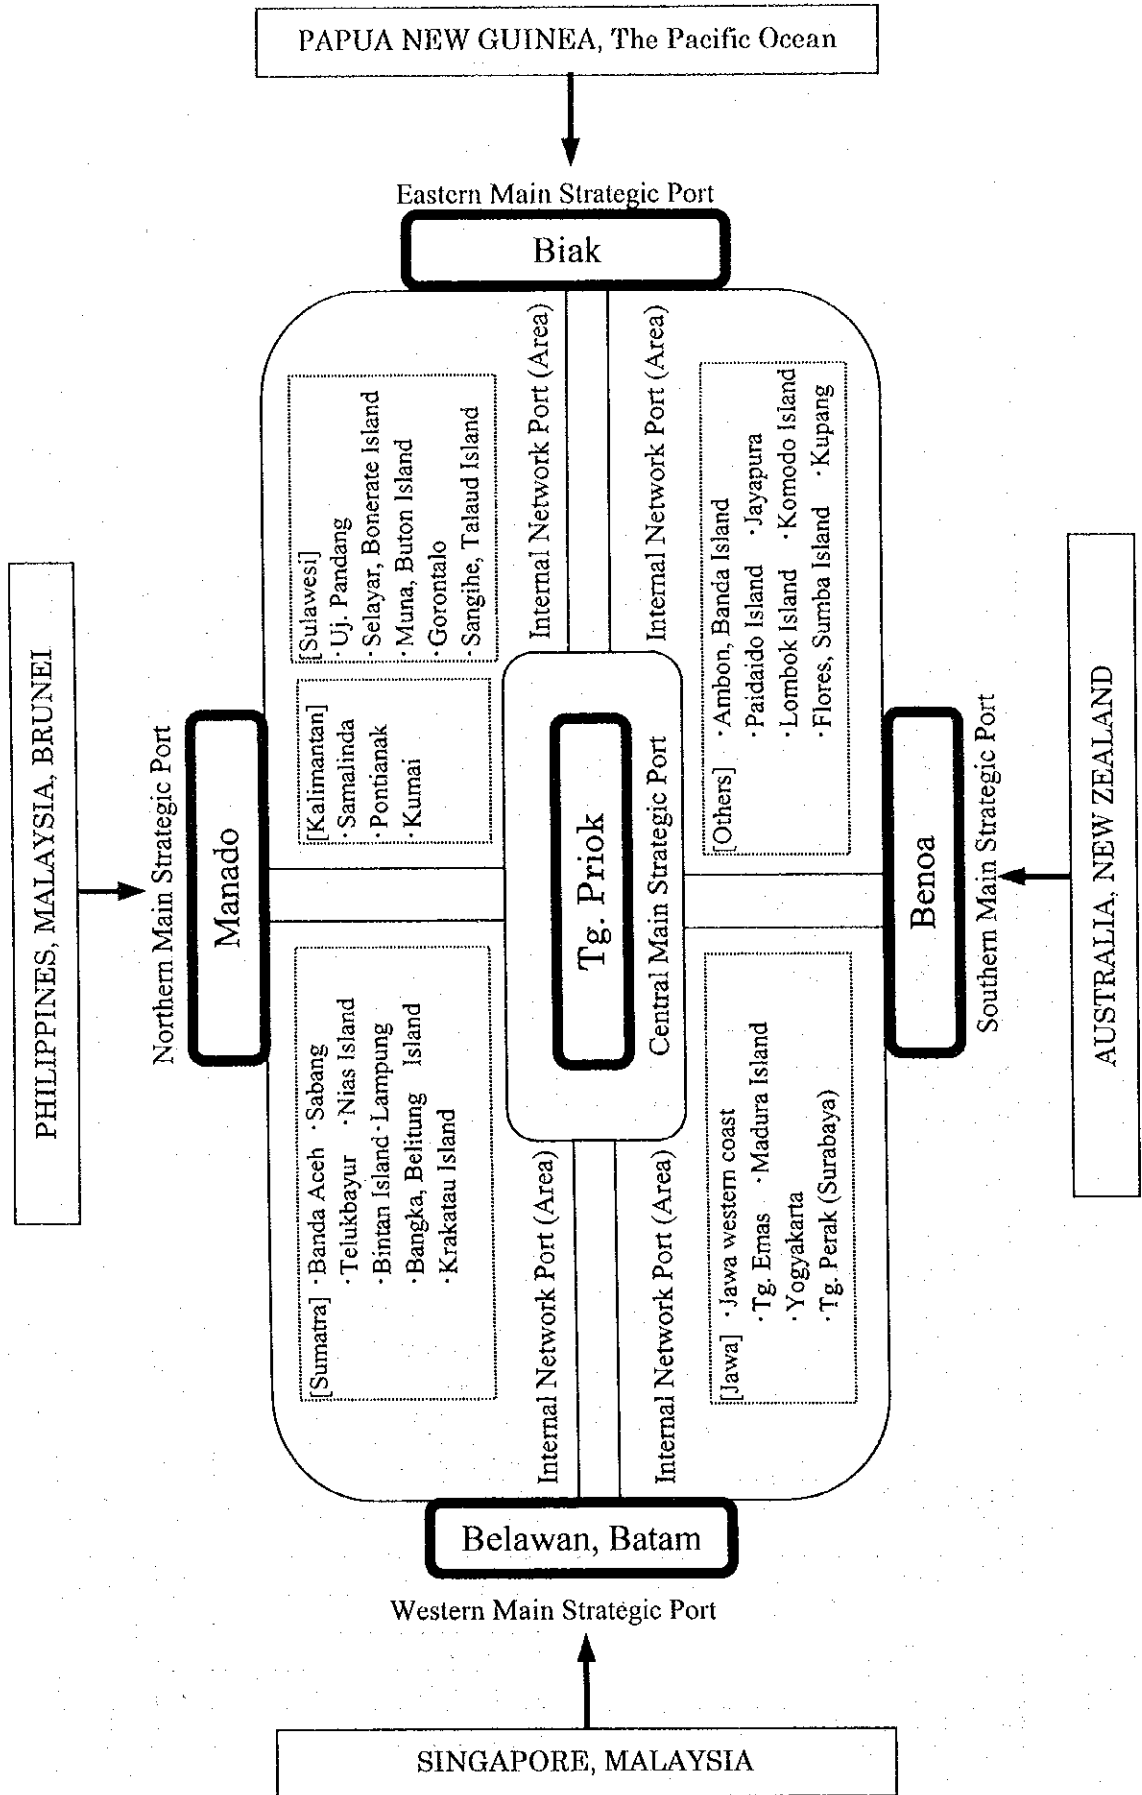 PAPUA NEW GUINEA, The Pacific Ocean
Eastern Main Strategic Port
Biak
PHILIPPINES, MALAYSIA, BRUNEI
Northern Main Strategic Port
Manado
[Sumatra] ·Banda Aceh ·Sabang
·Telukbayur ·Nias Island
·Bintan Island ·Lampung
·Bangka, Belitung Island
·Krakatau Island
Internal Network Port (Area)
[Kalimantan]
·Samalinda
·Pontianak
·Kumai
[Sulawesi]
·Uj. Pandang
·Selayar, Bonerate Island
·Muna, Buton Island
·Gorontalo
·Sangihe, Talaud Island
Internal Network Port (Area)
Tg. Priok
Central Main Strategic Port
Internal Network Port (Area)
[Jawa] ·Jawa western coast
·Tg. Emas ·Madura Island
·Yogyakarta
·Tg. Perak (Surabaya)
Internal Network Port (Area)
[Others] ·Ambon, Banda Island
·Paidaido Island ·Jayapura
·Lombok Island ·Komodo Island
·Flores, Sumba Island ·Kupang
Benoa
Southern Main Strategic Port
AUSTRALIA, NEW ZEALAND
Belawan, Batam
Western Main Strategic Port
SINGAPORE, MALAYSIA